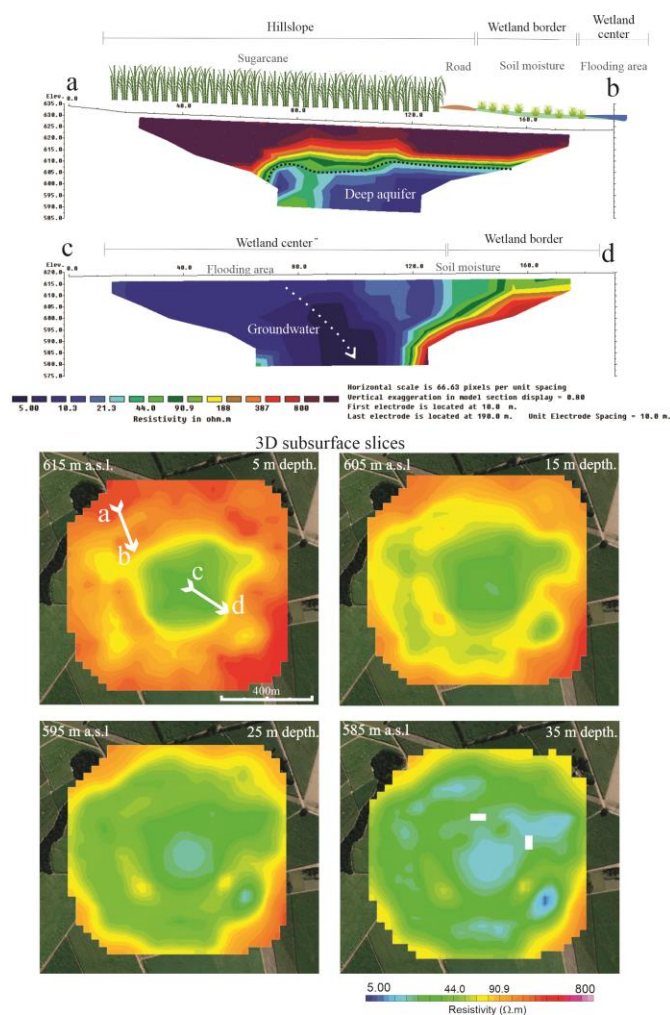 Hillslope Wetland border Wetland center
Sugarcane Road Soil moisture Flooding area
a b
Elev. 0.0 40.0 80.0 120.0 160.0
635.0
630.0
625.0
620.0
615.0
610.0
605.0
600.0
595.0
590.0
585.0
Deep aquifer
c d
Wetland center Wetland border
Elev. 0.0 40.0 80.0 120.0 160.0
Flooding area Soil moisture
620.0
615.0
610.0
605.0
600.0
595.0
590.0
585.0
580.0
575.0
Groundwater
5.00 10.3 21.3 44.0 90.9 188 387 800
Resistivity in ohm.m
Horizontal scale is 66.63 pixels per unit spacing
Vertical exaggeration in model section display = 0.80
First electrode is located at 10.0 m.
Last electrode is located at 190.0 m. Unit Electrode Spacing = 10.0 m.
3D subsurface slices
615 m a.s.l. 5 m depth.
a
b
c
d
400m
605 m a.s.l. 15 m depth.
595 m a.s.l 25 m depth.
585 m a.s.l 35 m depth.
5.00 44.0 90.9 800
Resistivity (Ω.m)